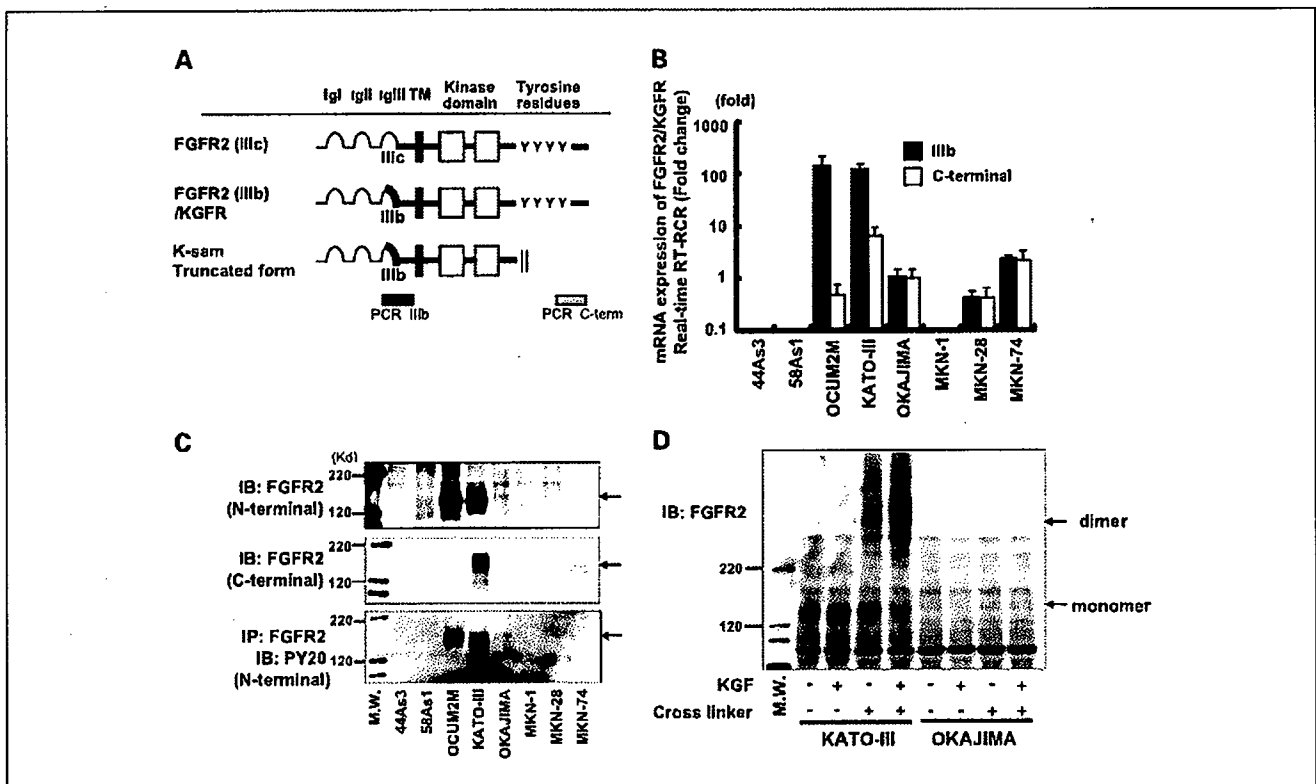 A
IgI IgII IgIII TM Kinase domain Tyrosine residues
FGFR2 (IIIc)
IIIc
Y Y Y Y
FGFR2 (IIIb)
/KGFR
IIIb
Y Y Y Y
K-sam
Truncated form
IIIb
PCR IIIb
PCR C-term
B
mRNA expression of FGFR2/KGFR
Real-time RT-RCR (Fold change)
(fold)
1000
100
10
1
0.1
IIIb
C-terminal
44As3
58As1
OCUM2M
KATO-III
OKAJIMA
MKN-1
MKN-28
MKN-74
C
(Kd)
220
120
IB: FGFR2
(N-terminal)
220
120
IB: FGFR2
(C-terminal)
220
120
IP: FGFR2
IB: PY20
(N-terminal)
M.W.
44As3
58As1
OCUM2M
KATO-III
OKAJIMA
MKN-1
MKN-28
MKN-74
D
IB: FGFR2
220
120
dimer
monomer
M.W.
KGF - + - + - + - +
Cross linker - - + + - - + +
KATO-III OKAJIMA